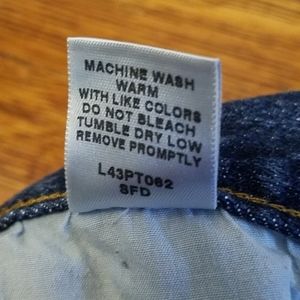 MACHINE WASH
WARM
WITH LIKE COLORS
DO NOT BLEACH
TUMBLE DRY LOW
REMOVE PROMPTLY
L43PT062
SFD